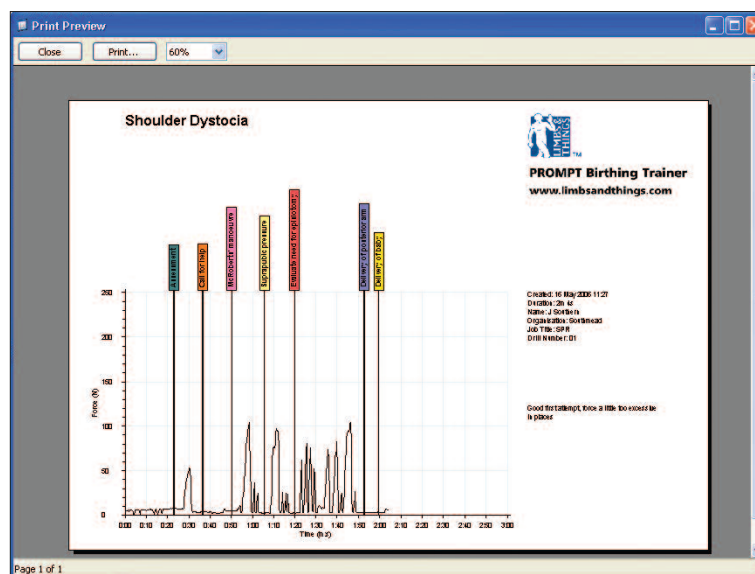 Print Preview
Close
Print...
60%
Shoulder Dystocia
LIMBS&
THINGS
TM
PROMPT Birthing Trainer
www.limbsandthings.com
Assessment
Call for help
McRoberts' manoeuvre
Suprapubic pressure
Evaluate need for episiotomy
Delivery of posterior arm
Delivery of baby
Created: 16 May 2006 11:27
Duration: 2m 4s
Name: J Southern
Organisation: Southmead
Job Title: SPR
Drill Number: 01
Good first attempt, force a little too excessive
in places
250
200
150
100
50
0
Force (N)
0:00 0:10 0:20 0:30 0:40 0:50 1:00 1:10 1:20 1:30 1:40 1:50 2:00 2:10 2:20 2:30 2:40 2:50 3:00
Page 1 of 1